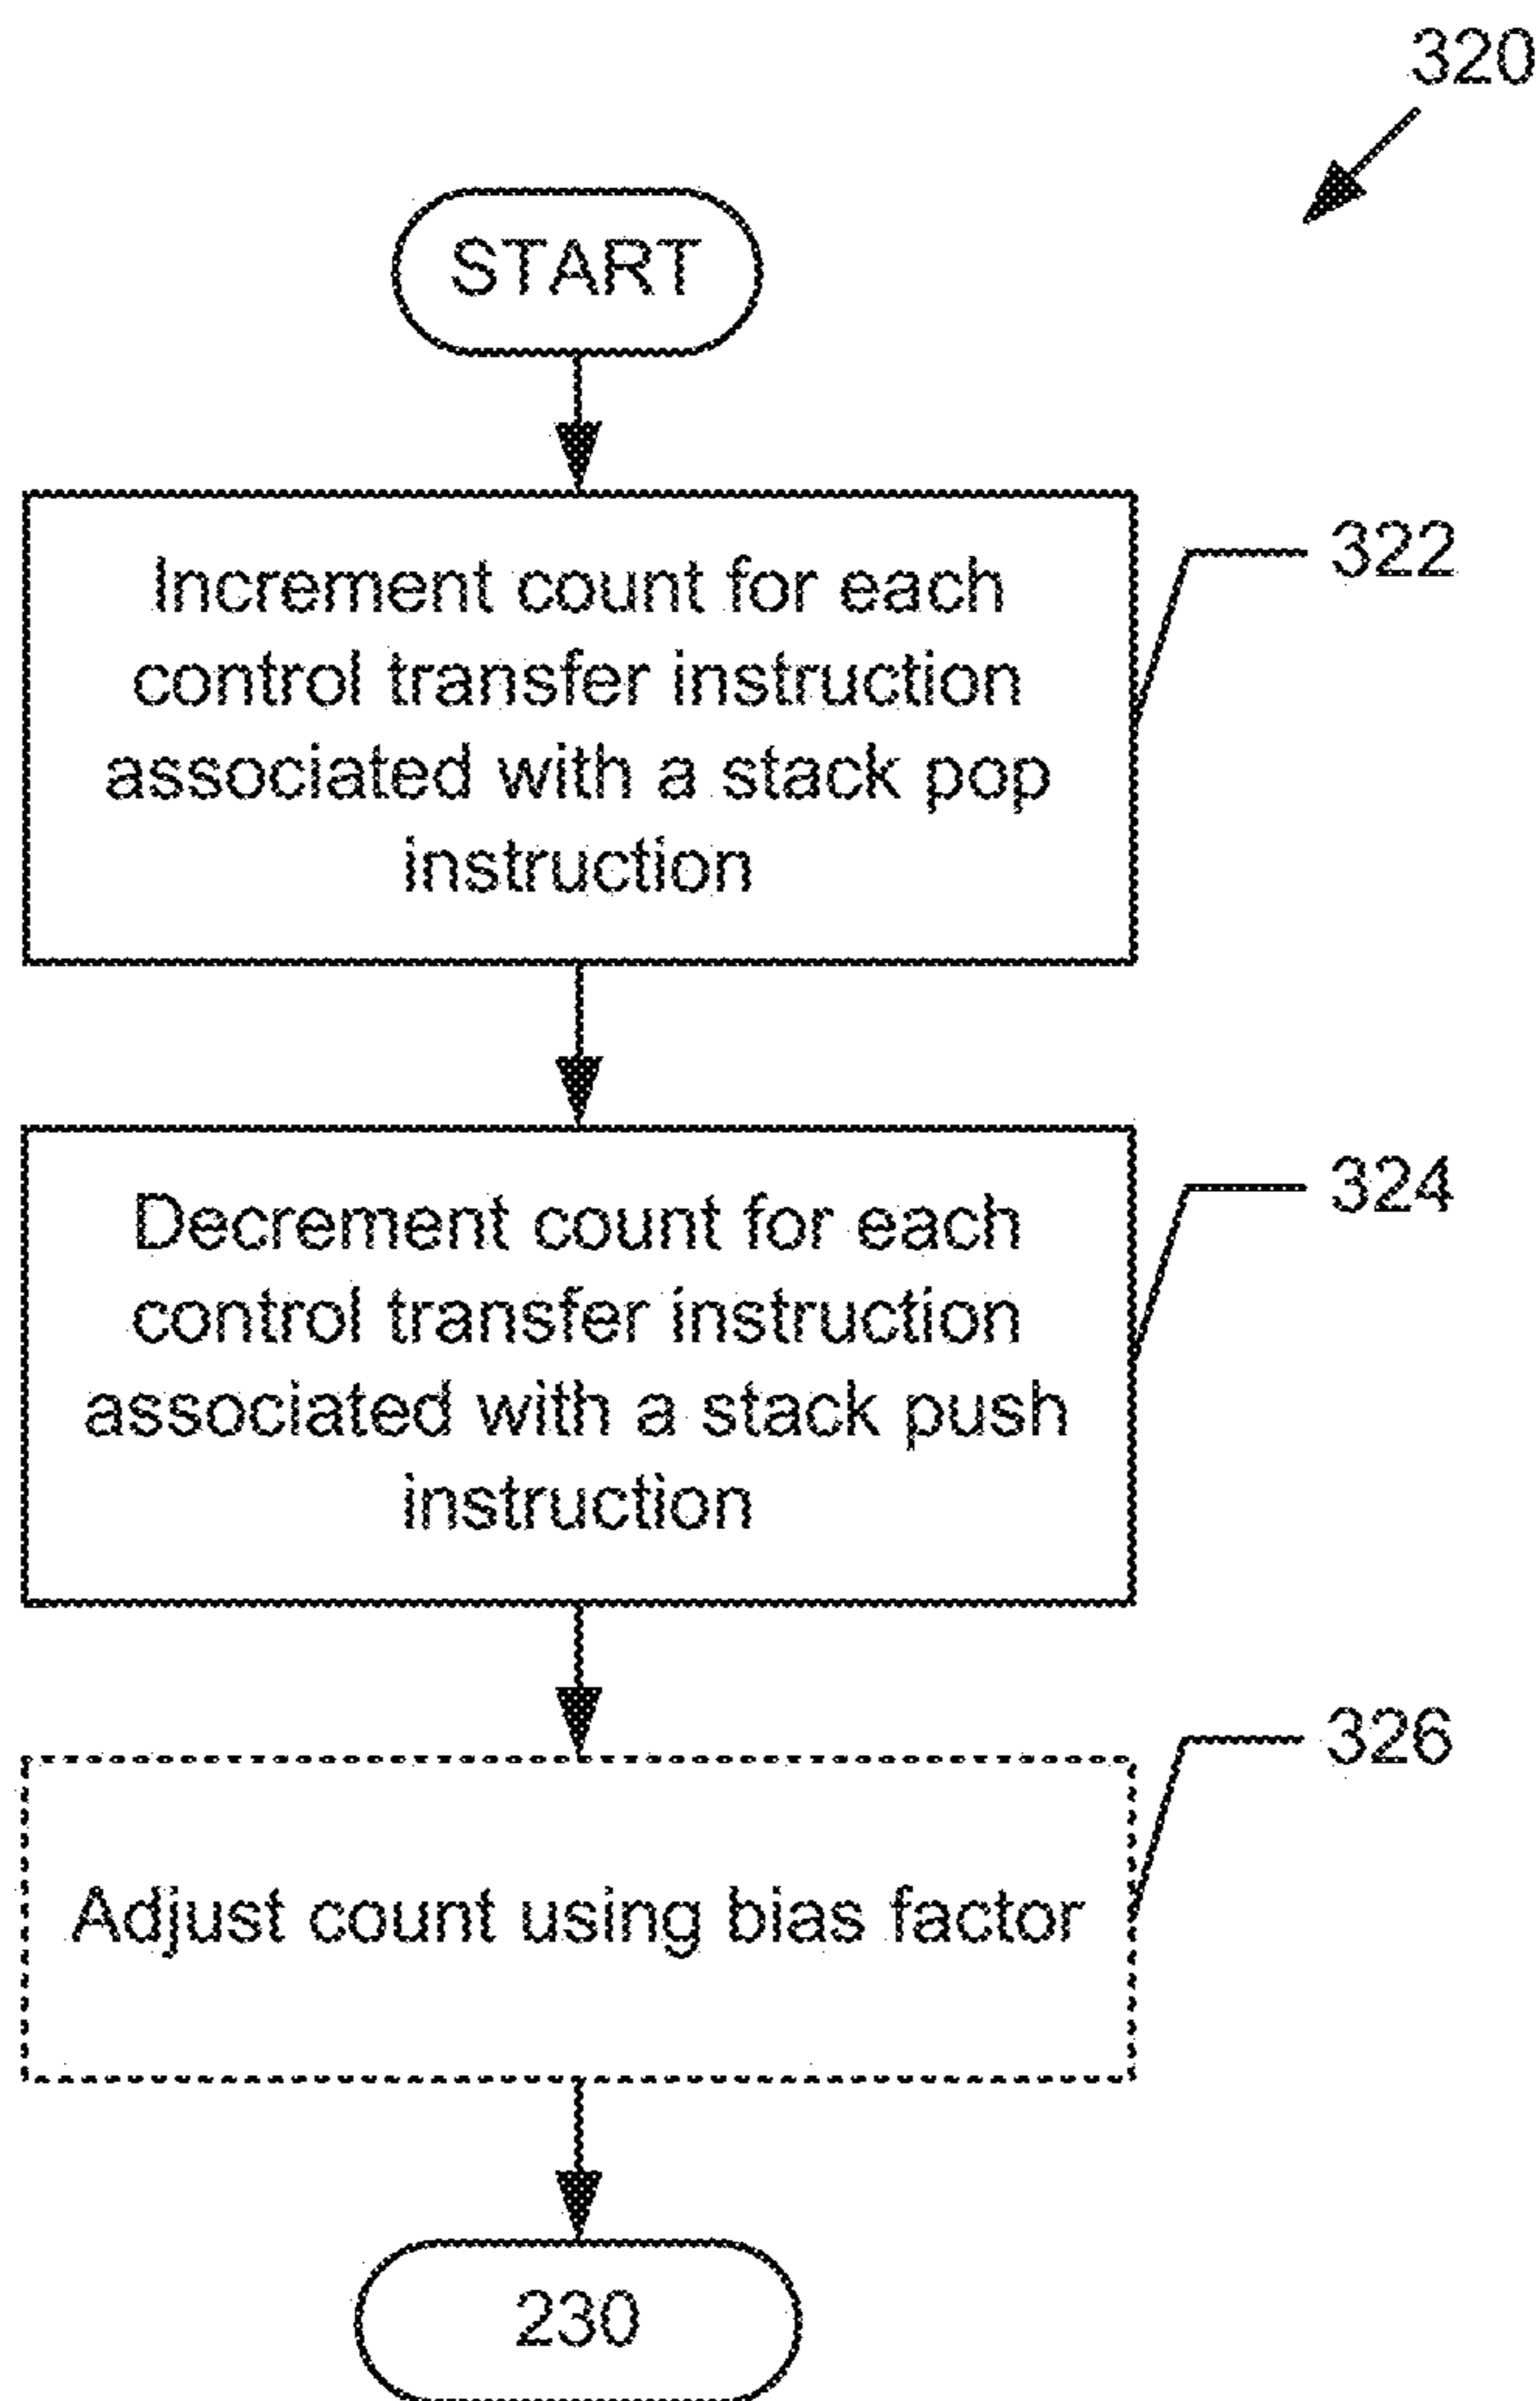 320
START
Increment count for each
control transfer instruction
associated with a stack pop
instruction
322
Decrement count for each
control transfer instruction
associated with a stack push
instruction
324
Adjust count using bias factor
326
230